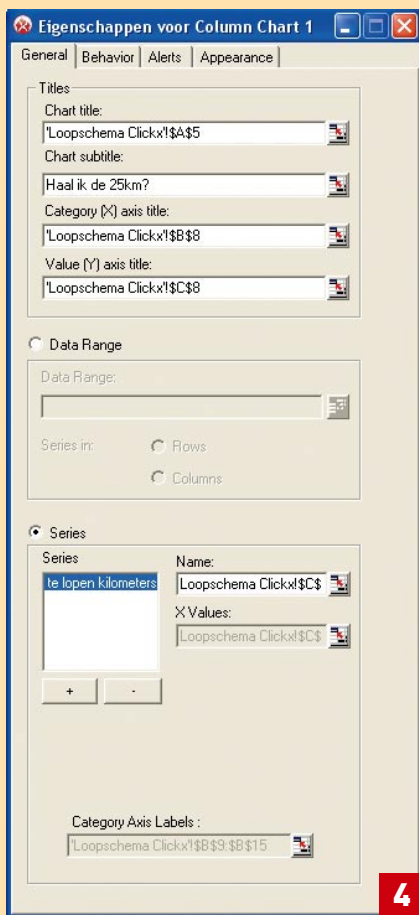 Eigenschappen voor Column Chart 1
General Behavior Alerts Appearance
Titles
Chart title:
'Loopschema Clickx'!$A$5
Chart subtitle:
Haal ik de 25km?
Category (X) axis title:
'Loopschema Clickx'!$B$8
Value (Y) axis title:
'Loopschema Clickx'!$C$8
Data Range
Data Range:
Series in:
Rows
Columns
Series
Series
Name:
te lopen kilometers
Loopschema Clickx!$C$
X Values:
Loopschema Clickx!$C$
+ -
Category Axis Labels :
'Loopschema Clickx'!$B$9:$B$15
4